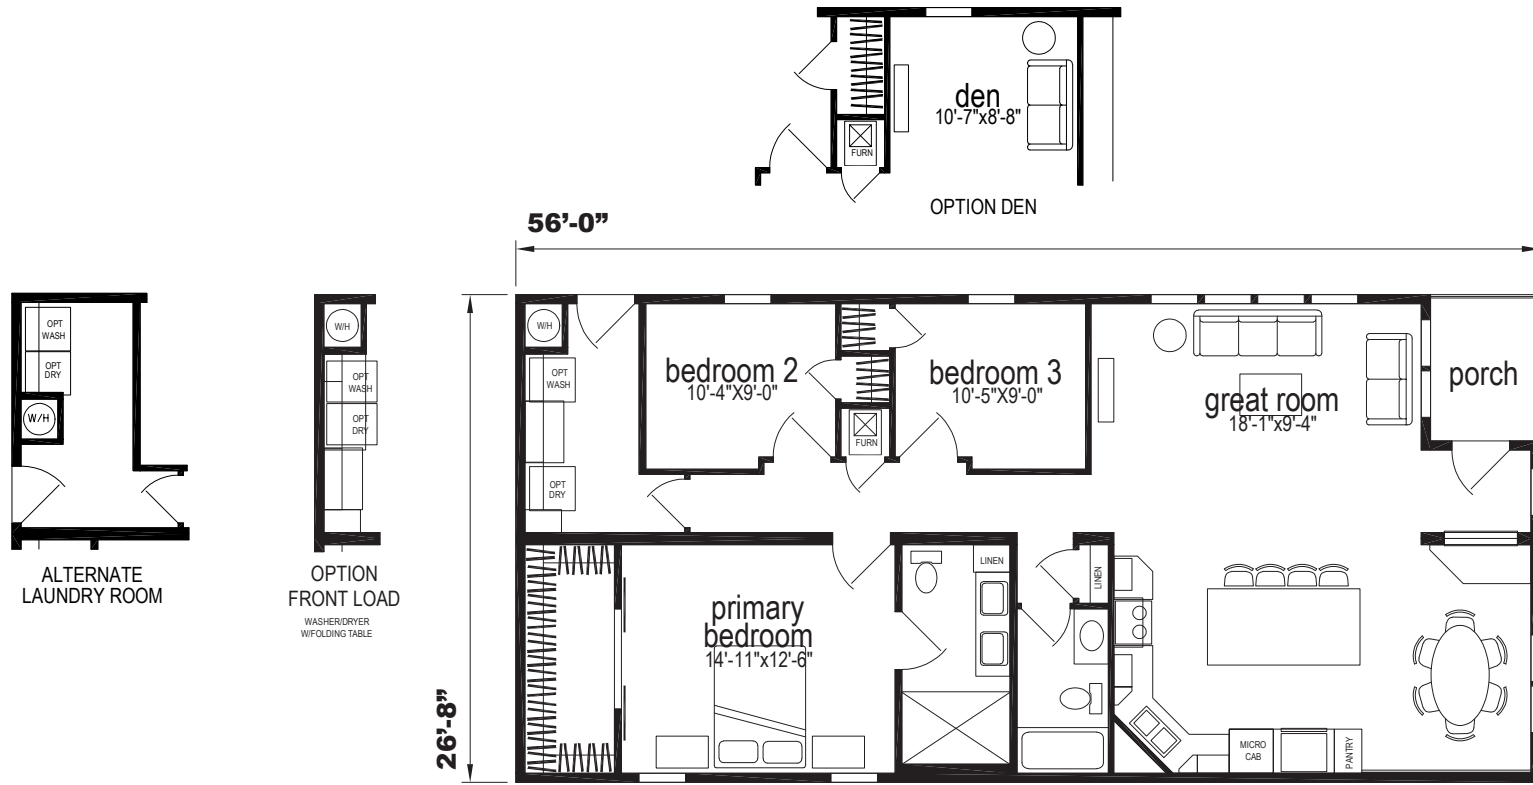 den
10'-7"x8'-8"
FURN
OPTION DEN
56'-0"
26'-8"
OPT
WASH
OPT
DRY
W/H
ALTERNATE
LAUNDRY ROOM
W/H
OPT
WASH
OPT
DRY
OPTION
FRONT LOAD
WASHER/DRYER
W/FOLDING TABLE
W/H
OPT
WASH
OPT
DRY
bedroom 2
10'-4"X9'-0"
FURN
bedroom 3
10'-5"X9'-0"
great room
18'-1"x9'-4"
porch
primary
bedroom
14'-11"x12'-6"
LINEN
LINEN
MICRO
CAB
PANTRY